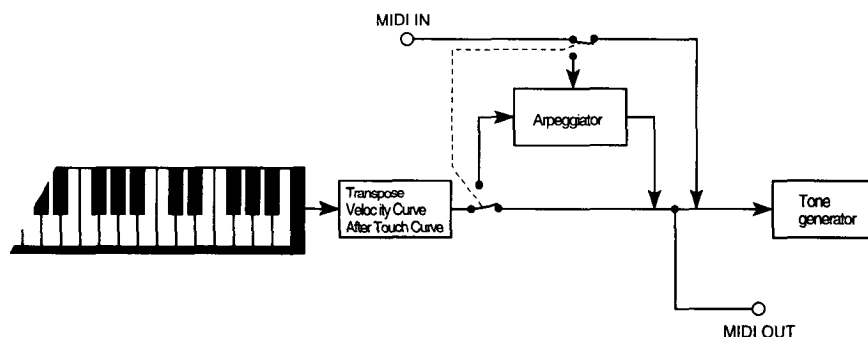 MIDI IN
Arpeggiator
Transpose
Velocity Curve
After Touch Curve
Tone
generator
MIDI OUT